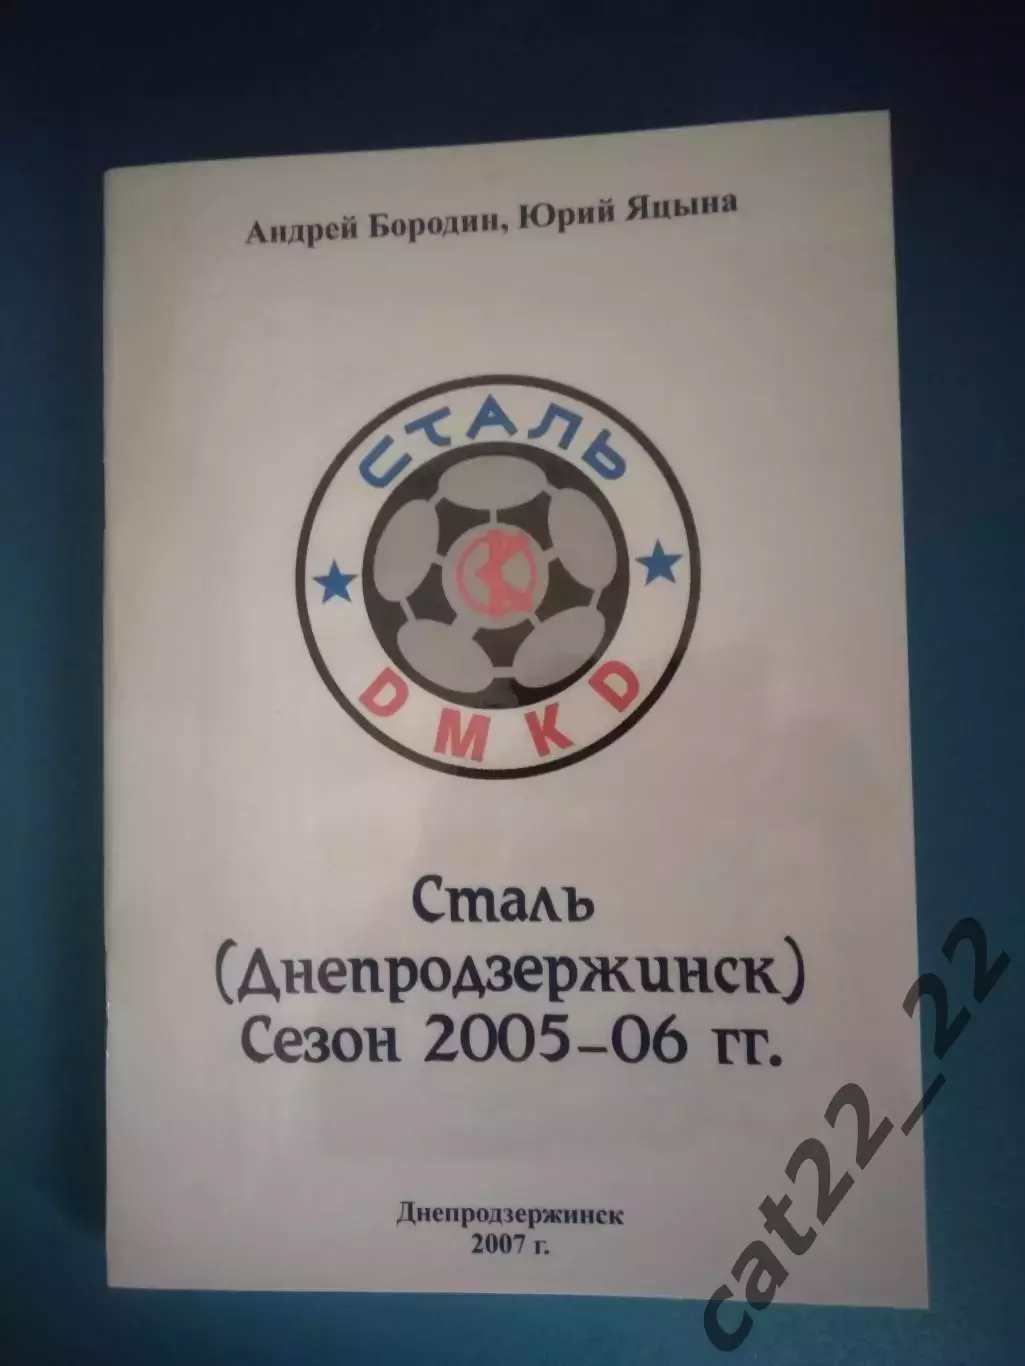 Андрей Бородин, Юрий Яцына
СТАЛЬ
DMKD
Сталь
(Днепродзержинск)
Сезон 2005-06 гг.
Днепродзержинск
2007 г.
cat22_22